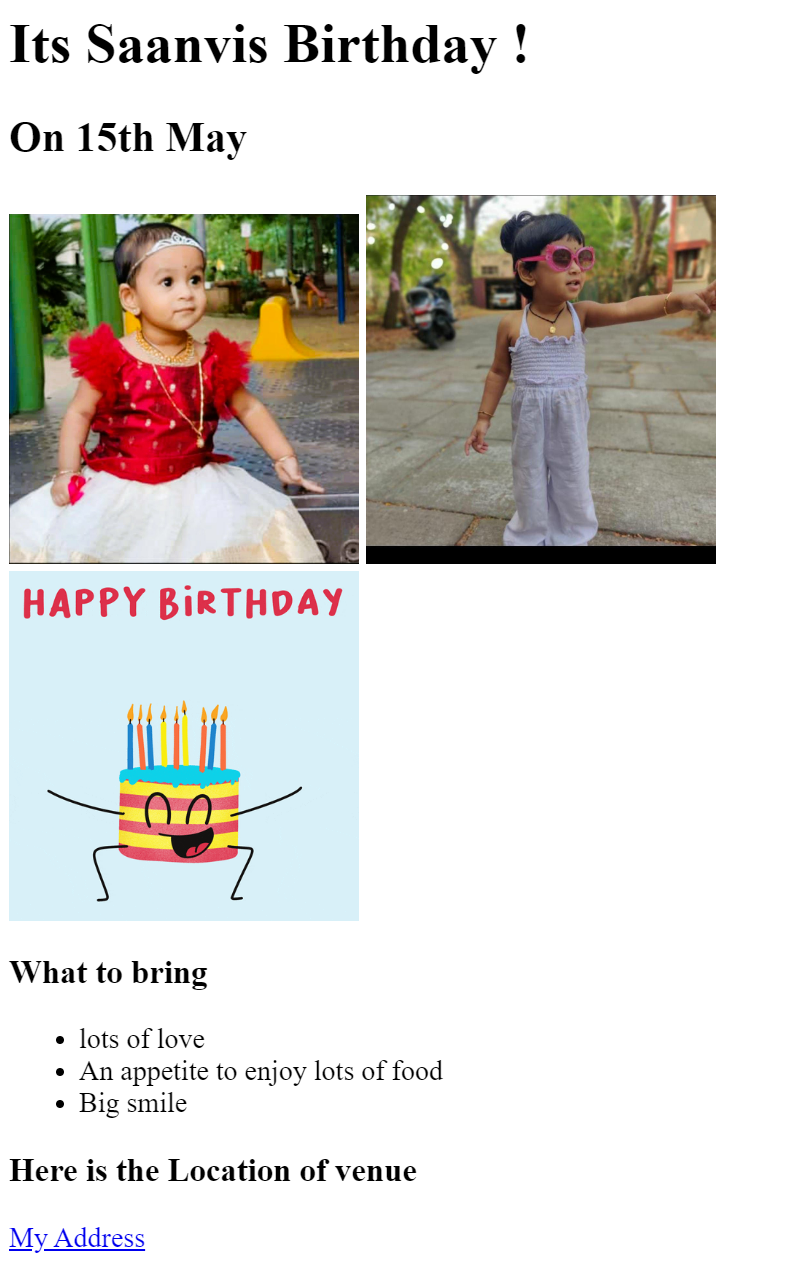 Its Saanvis Birthday !
On 15th May
HAPPY BiRTHDAY
What to bring
lots of love
An appetite to enjoy lots of food
Big smile
Here is the Location of venue
My Address